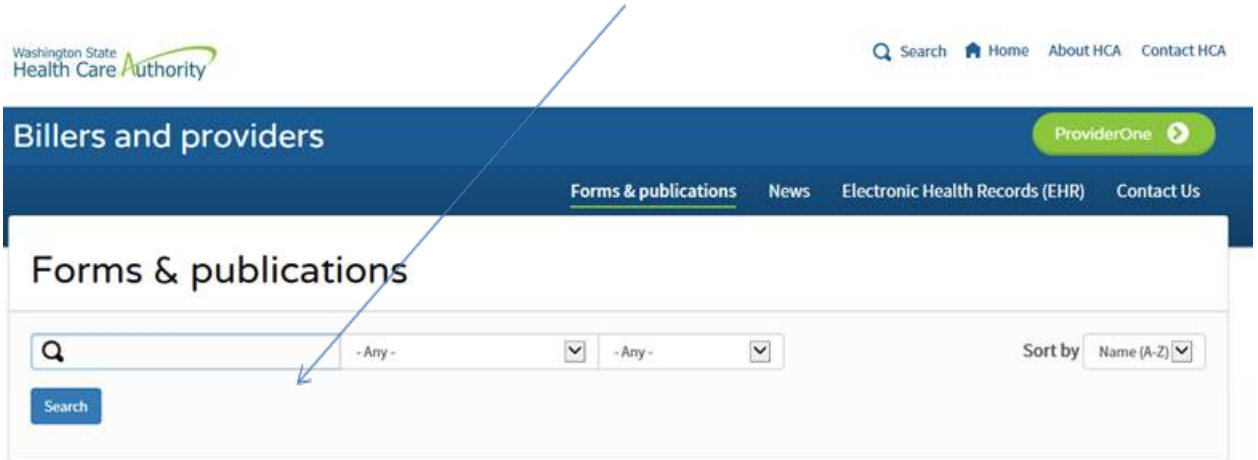 Washington State
Health Care Authority
Search Home About HCA Contact HCA
Billers and providers
ProviderOne
Forms & publications News Electronic Health Records (EHR) Contact Us
Forms & publications
- Any - - Any - Sort by Name (A-Z)
Search